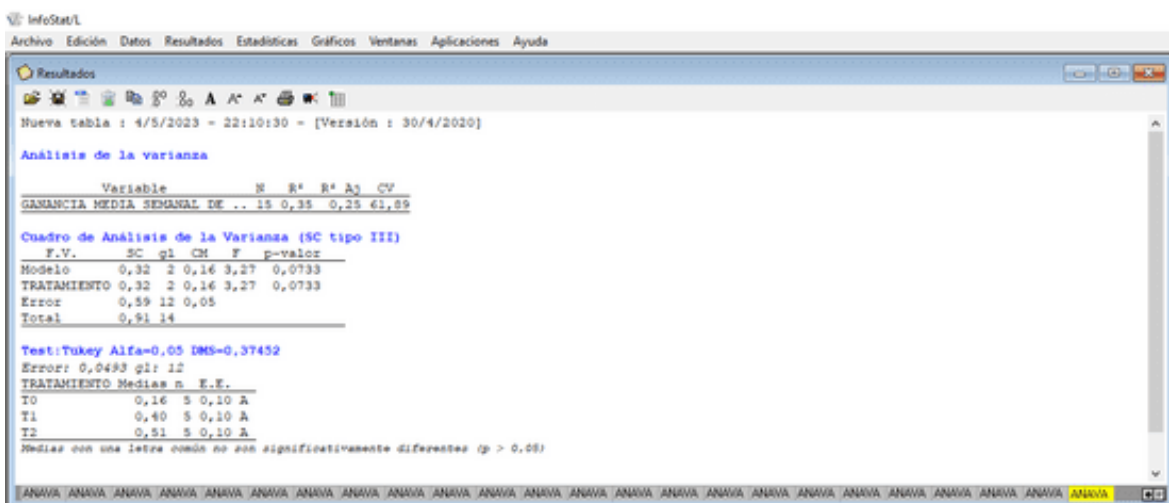 InfoStat/L
Archivo Edición Datos Resultados Estadísticas Gráficos Ventanas Aplicaciones Ayuda
Resultados
Nueva tabla : 4/5/2023 - 22:10:30 - [Versión : 30/4/2020]
Análisis de la varianza
Variable N R² R² Aj CV
GANANCIA MEDIA SEMANAL DE .. 15 0,35 0,25 61,89
Cuadro de Análisis de la Varianza (SC tipo III)
F.V. SC gl CM F p-valor
Modelo 0,32 2 0,16 3,27 0,0733
TRATAMIENTO 0,32 2 0,16 3,27 0,0733
Error 0,59 12 0,05
Total 0,91 14
Test:Tukey Alfa=0,05 DMS=0,37452
Error: 0,0493 gl: 12
TRATAMIENTO Medias n E.E.
T0 0,16 5 0,10 A
T1 0,40 5 0,10 A
T2 0,51 5 0,10 A
Medias con una letra común no son significativamente diferentes (p > 0,05)
ANAVA ANAVA ANAVA ANAVA ANAVA ANAVA ANAVA ANAVA ANAVA ANAVA ANAVA ANAVA ANAVA ANAVA ANAVA ANAVA ANAVA ANAVA ANAVA ANAVA ANAVA ANAVA ANAVA ANAVA